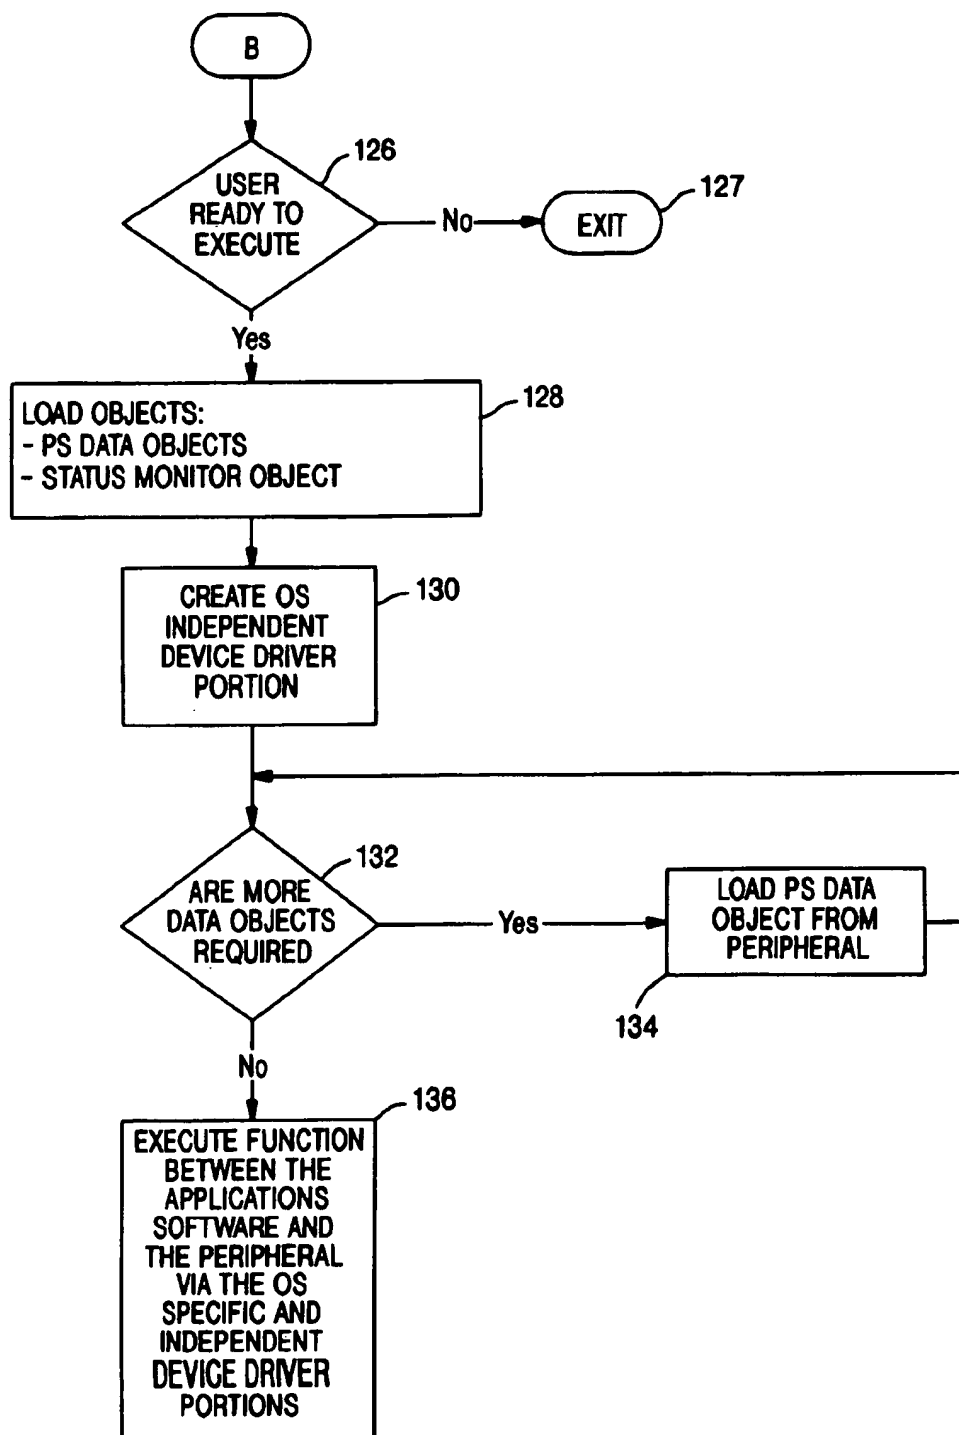 B
126
USER
READY TO
EXECUTE
No
EXIT
127
Yes
128
LOAD OBJECTS:
- PS DATA OBJECTS
- STATUS MONITOR OBJECT
130
CREATE OS
INDEPENDENT
DEVICE DRIVER
PORTION
132
ARE MORE
DATA OBJECTS
REQUIRED
Yes
LOAD PS DATA
OBJECT FROM
PERIPHERAL
134
No
136
EXECUTE FUNCTION
BETWEEN THE
APPLICATIONS
SOFTWARE AND
THE PERIPHERAL
VIA THE OS
SPECIFIC AND
INDEPENDENT
DEVICE DRIVER
PORTIONS